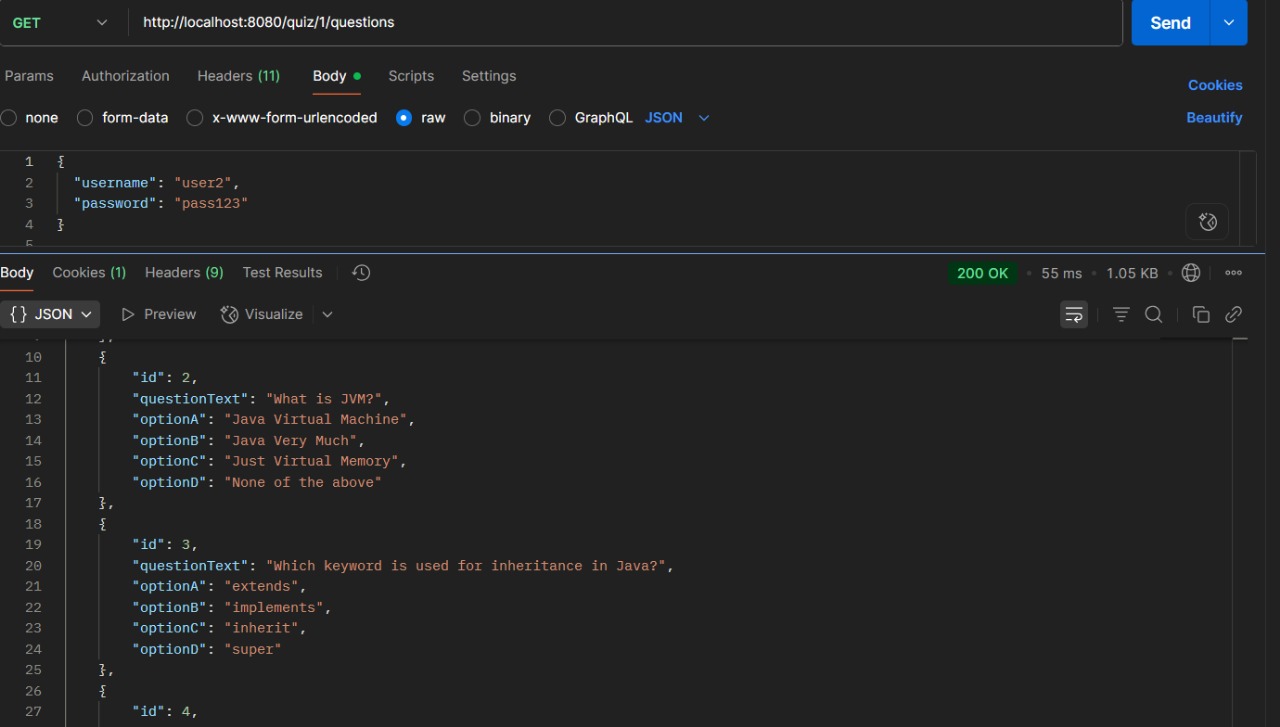 GET http://localhost:8080/quiz/1/questions Send
Params Authorization Headers (11) Body Scripts Settings Cookies
none form-data x-www-form-urlencoded raw binary GraphQL JSON Beautify
1 {
2 "username": "user2",
3 "password": "pass123"
4 }
5
Body Cookies (1) Headers (9) Test Results 200 OK 55 ms 1.05 KB
{} JSON Preview Visualize
10 {
11 "id": 2,
12 "questionText": "What is JVM?",
13 "optionA": "Java Virtual Machine",
14 "optionB": "Java Very Much",
15 "optionC": "Just Virtual Memory",
16 "optionD": "None of the above"
17 },
18 {
19 "id": 3,
20 "questionText": "Which keyword is used for inheritance in Java?",
21 "optionA": "extends",
22 "optionB": "implements",
23 "optionC": "inherit",
24 "optionD": "super"
25 },
26 {
27 "id": 4,